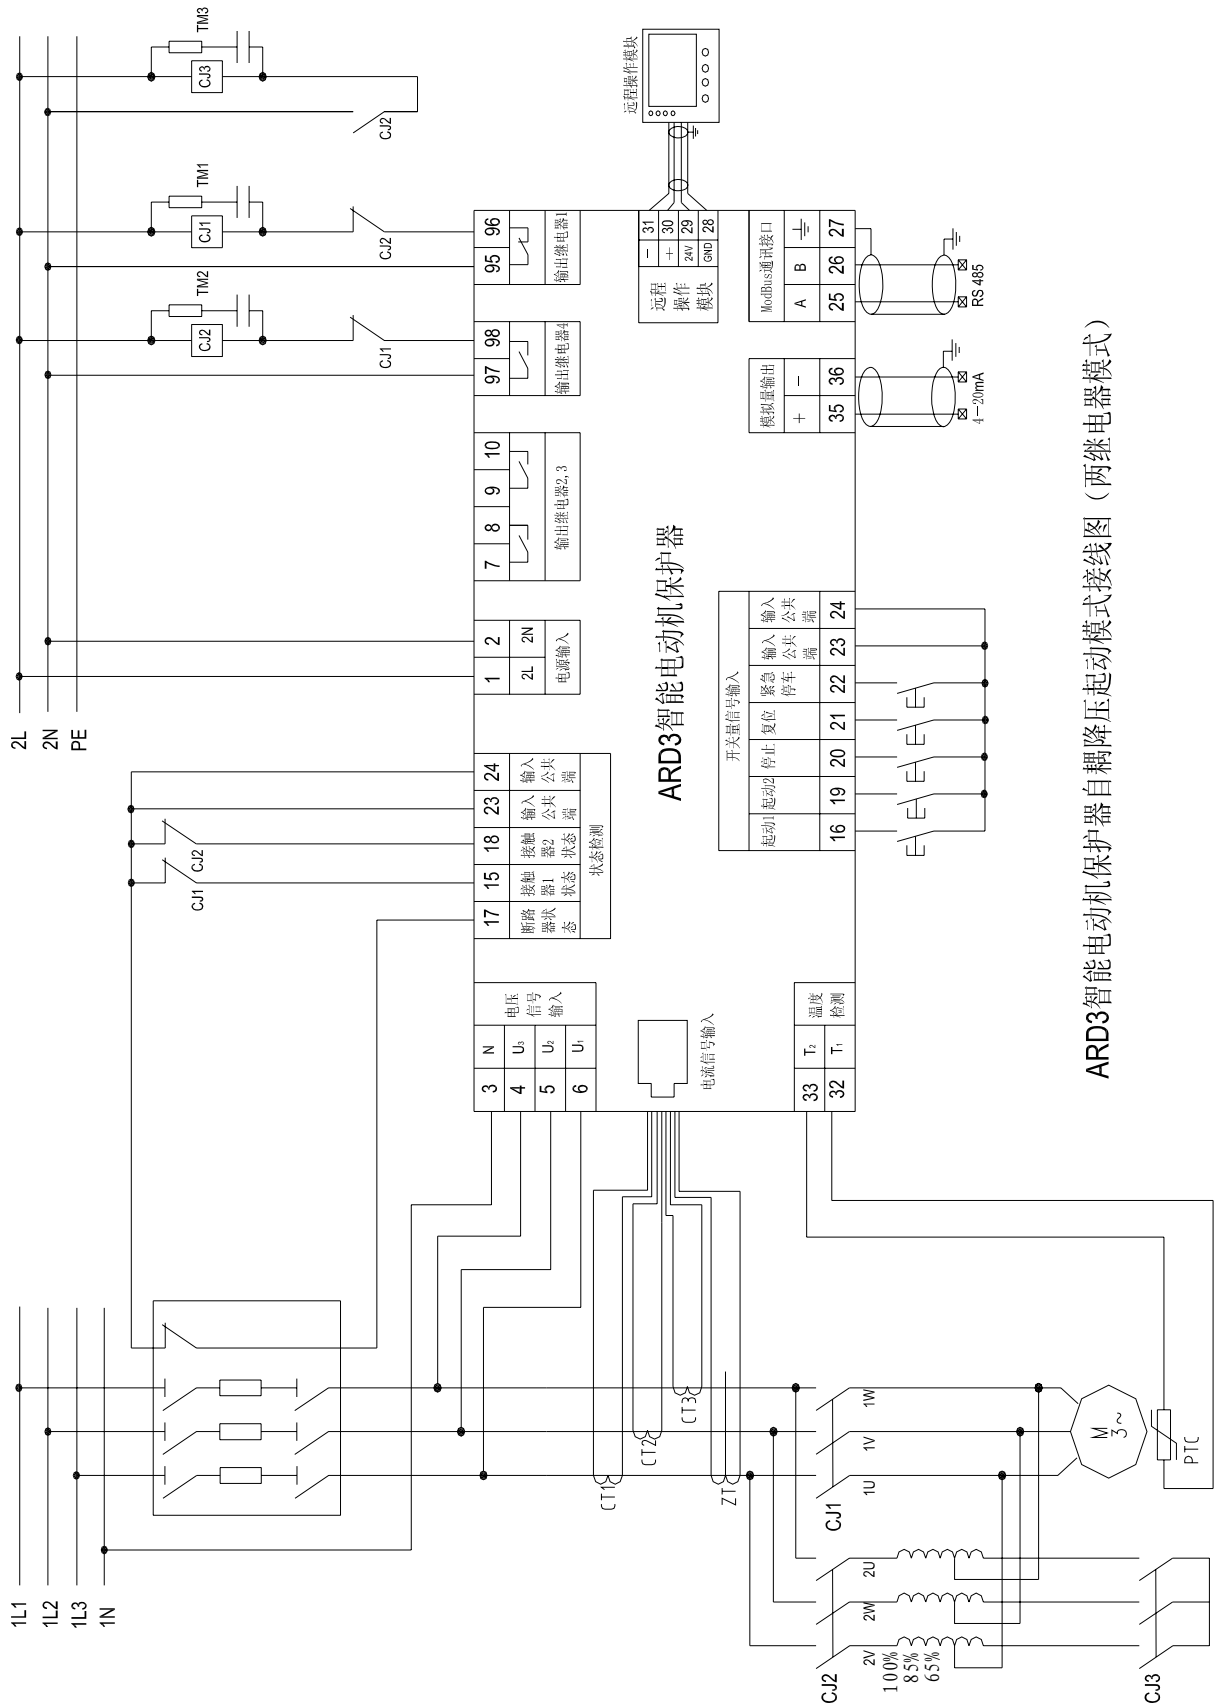 1L1
1L2
1L3
1N
2L
2N
PE
TM2
CJ2
CJ1
TM1
CJ1
CJ2
TM3
CJ3
CJ2
CJ1
CJ2
3
4
5
6
N
U3
U2
U1
电压
信号
输入
17
15
18
23
24
断路
器状
态
接触
器1
状态
接触
器2
状态
输入
公共
端
输入
公共
端
状态检测
1
2
2L
2N
电源输入
7
8
9
10
输出继电器2,3
97
98
输出继电器4
95
96
输出继电器1
电流信号输入
ARD3智能电动机保护器
远程
操作
模块
-
+
24V
GND
31
30
29
28
远程操作模块
温度
检测
T2
T1
33
32
开关量信号输入
起动1
起动2
停止
复位
紧急
停车
输入
公共
端
输入
公共
端
16
19
20
21
22
23
24
模拟量输出
+
-
35
36
4-20mA
ModBus通讯接口
A
B
25
26
27
RS 485
CT1
CT2
CT3
ZT
CJ1
1U
1V
1W
CJ2
2V
2W
2U
100%
85%
65%
CJ3
M
3~
PTC
ARD3智能电动机保护器自耦降压起动模式接线图（两继电器模式）